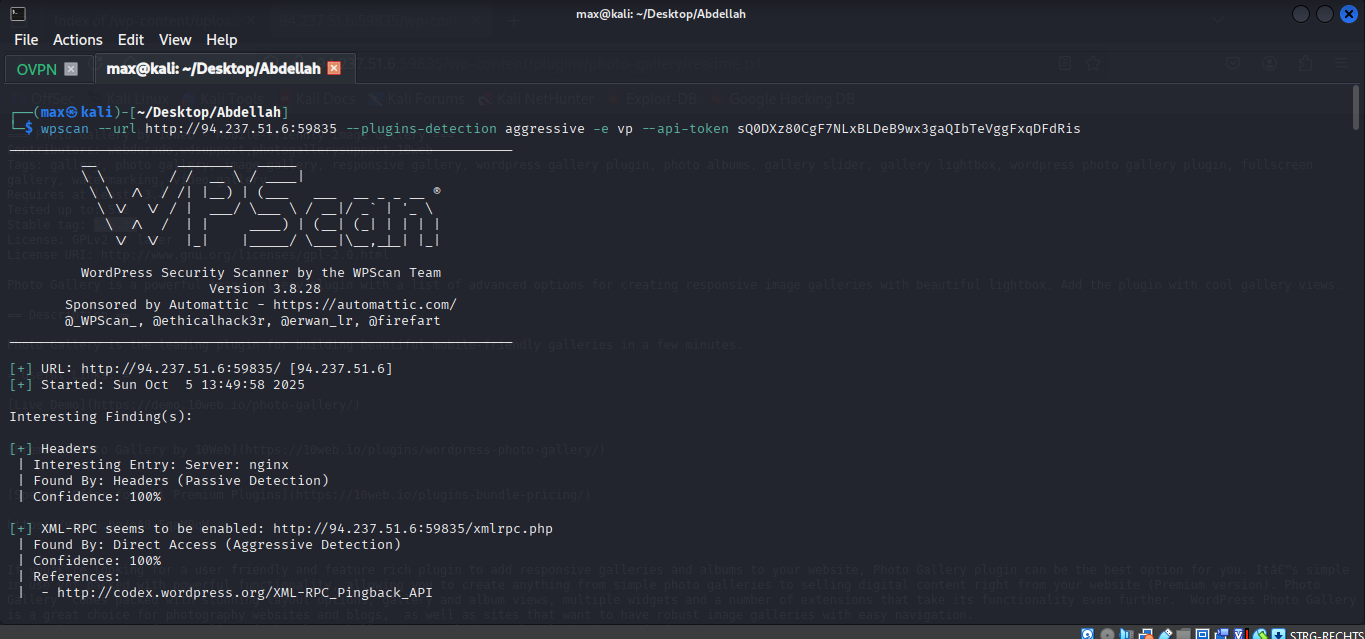 max@kali: ~/Desktop/Abdellah
File Actions Edit View Help
OVPN max@kali: ~/Desktop/Abdellah
(max㉿kali)-[~/Desktop/Abdellah]
$ wpscan --url http://94.237.51.6:59835 --plugins-detection aggressive -e vp --api-token sQ0DXz80CgF7NLxBLDeB9wx3gaQIbTeVggFxqDFdRis
WPScan ®
WordPress Security Scanner by the WPScan Team
Version 3.8.28
Sponsored by Automattic - https://automattic.com/
@_WPScan_, @ethicalhack3r, @erwan_lr, @firefart
[+] URL: http://94.237.51.6:59835/ [94.237.51.6]
[+] Started: Sun Oct  5 13:49:58 2025
Interesting Finding(s):
[+] Headers
| Interesting Entry: Server: nginx
| Found By: Headers (Passive Detection)
| Confidence: 100%
[+] XML-RPC seems to be enabled: http://94.237.51.6:59835/xmlrpc.php
| Found By: Direct Access (Aggressive Detection)
| Confidence: 100%
| References:
|  - http://codex.wordpress.org/XML-RPC_Pingback_API
STRG-RECHTS